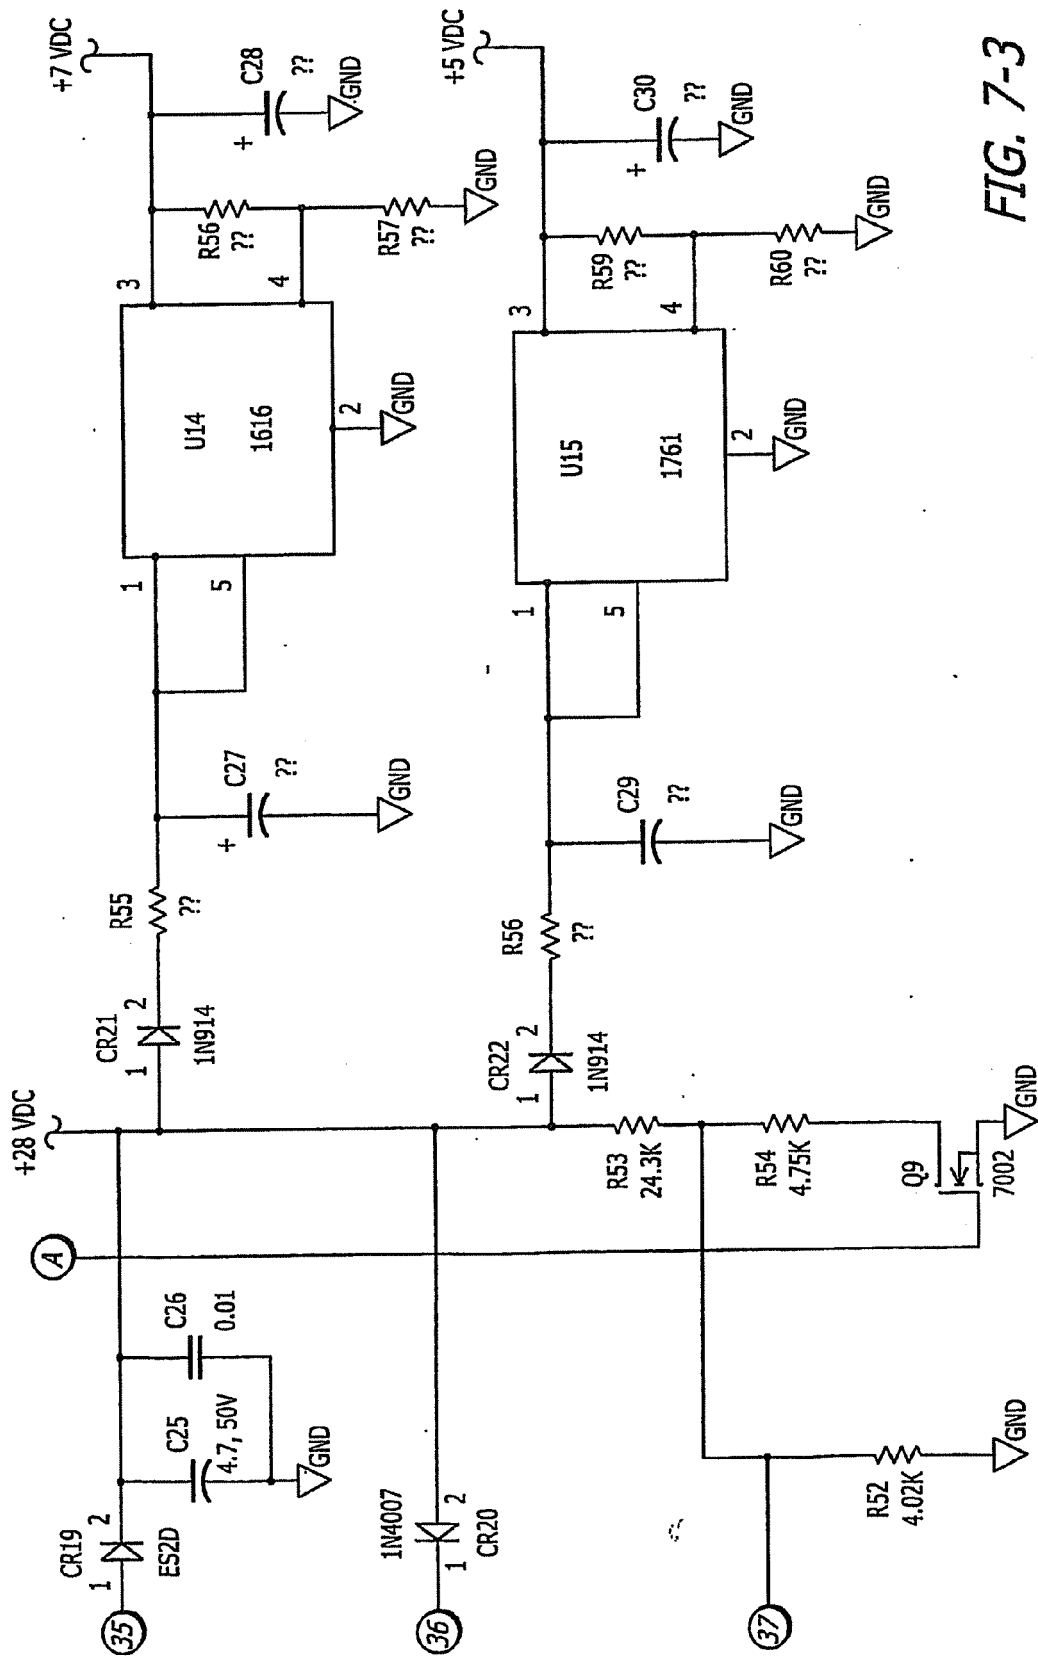 +28 VDC
+7 VDC
A
35
1
CR19
2
ES2D
C25
4.7, 50V
C26
0.01
GND
1
CR21
2
1N914
R55
??
+
C27
??
GND
1
5
U14
1616
3
4
2
GND
R56
??
R57
??
GND
+
C28
??
GND
36
1N4007
1
2
CR20
+5 VDC
1
CR22
2
1N914
R56
??
C29
??
GND
1
5
U15
1761
3
4
2
GND
R59
??
R60
??
GND
+
C30
??
GND
37
R52
4.02K
GND
R53
24.3K
R54
4.75K
Q9
7002
GND
FIG. 7-3